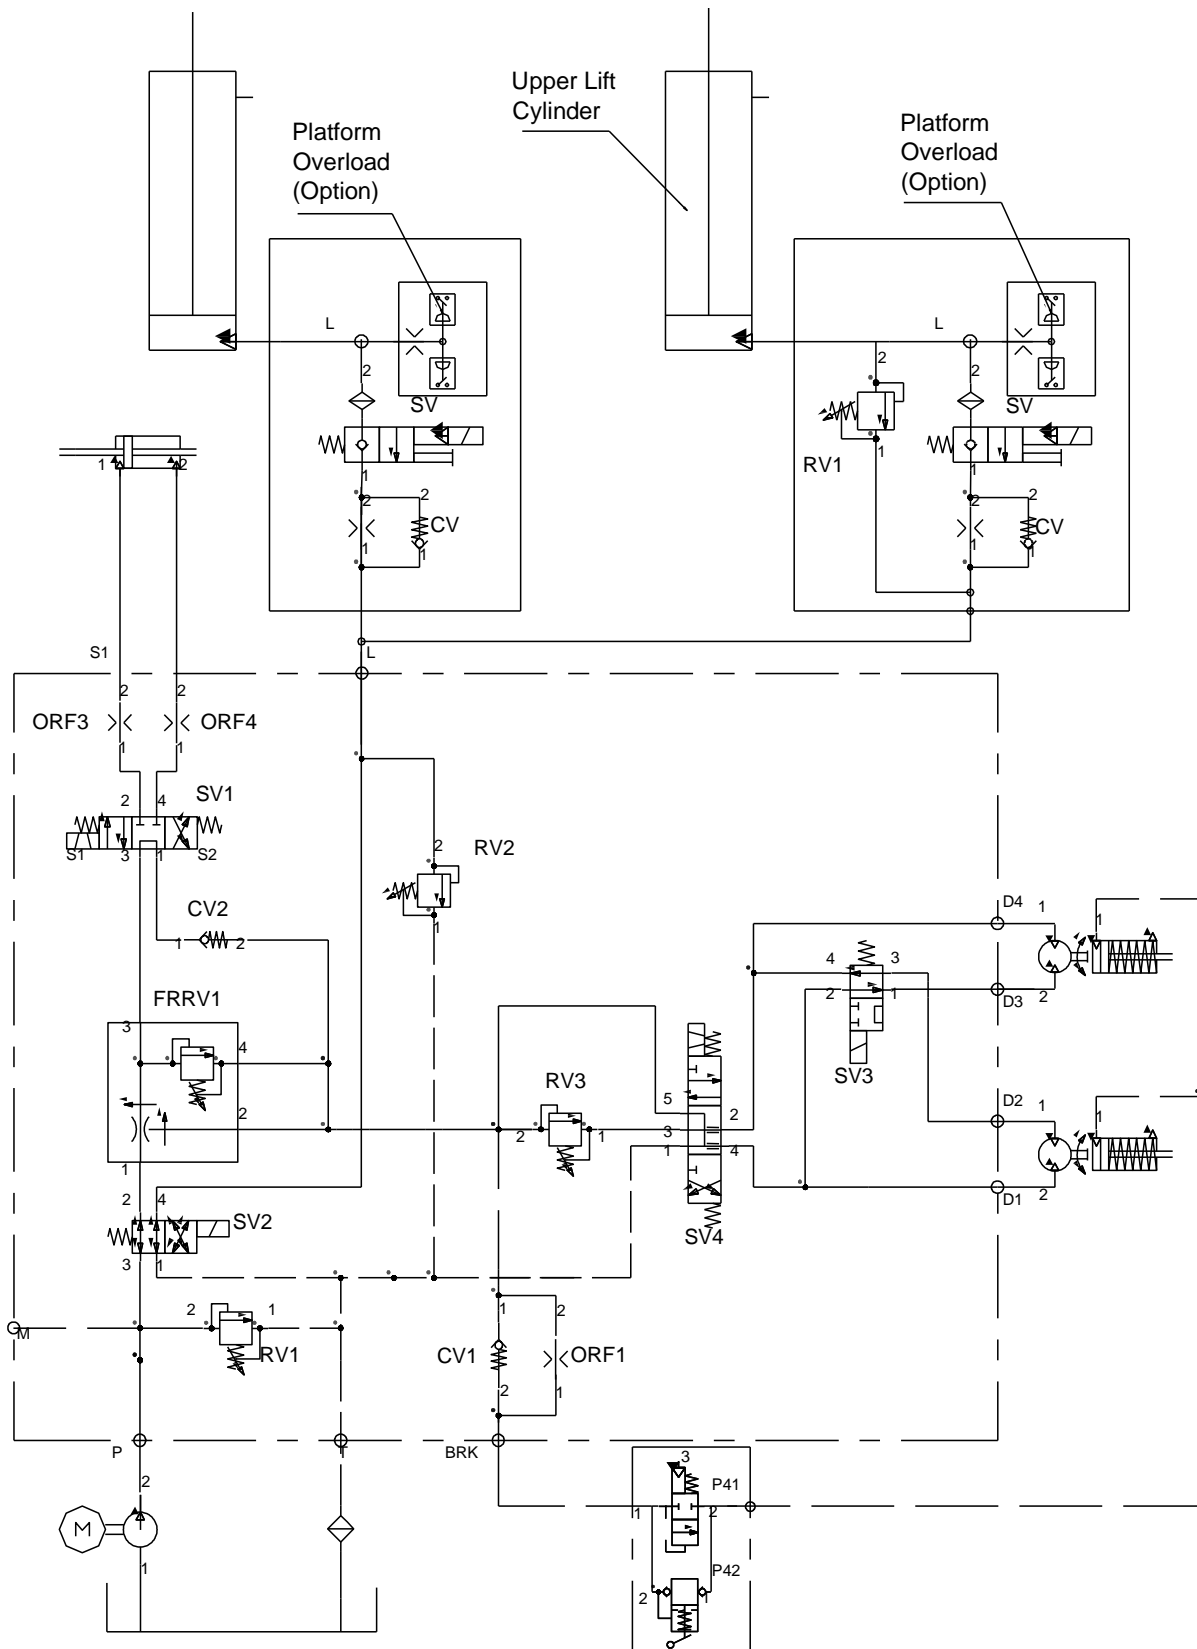 Upper Lift
Cylinder
Platform
Overload
(Option)
Platform
Overload
(Option)
L
L
2
2
2
SV
SV
RV1
1 2
1
1
1
2 2
2 2
CV
CV
1 1
1 1
S1
L
2 2
ORF3
ORF4
1 1
SV1
2 4
S1 3 1 S2
RV2
2
1
CV2
1 2
D4
1
1
4 3
2 1
D3
2
FRRV1
3
4
SV3
RV3
5
2
2
2 1
3
1
4
D2
1
1
1
D1
2
2 4
SV2
SV4
3 1
2 1
1 2
M
RV1
CV1
ORF1
2 1
P
T
BRK
3
P41
1 2
2
M
P42
1
2 1